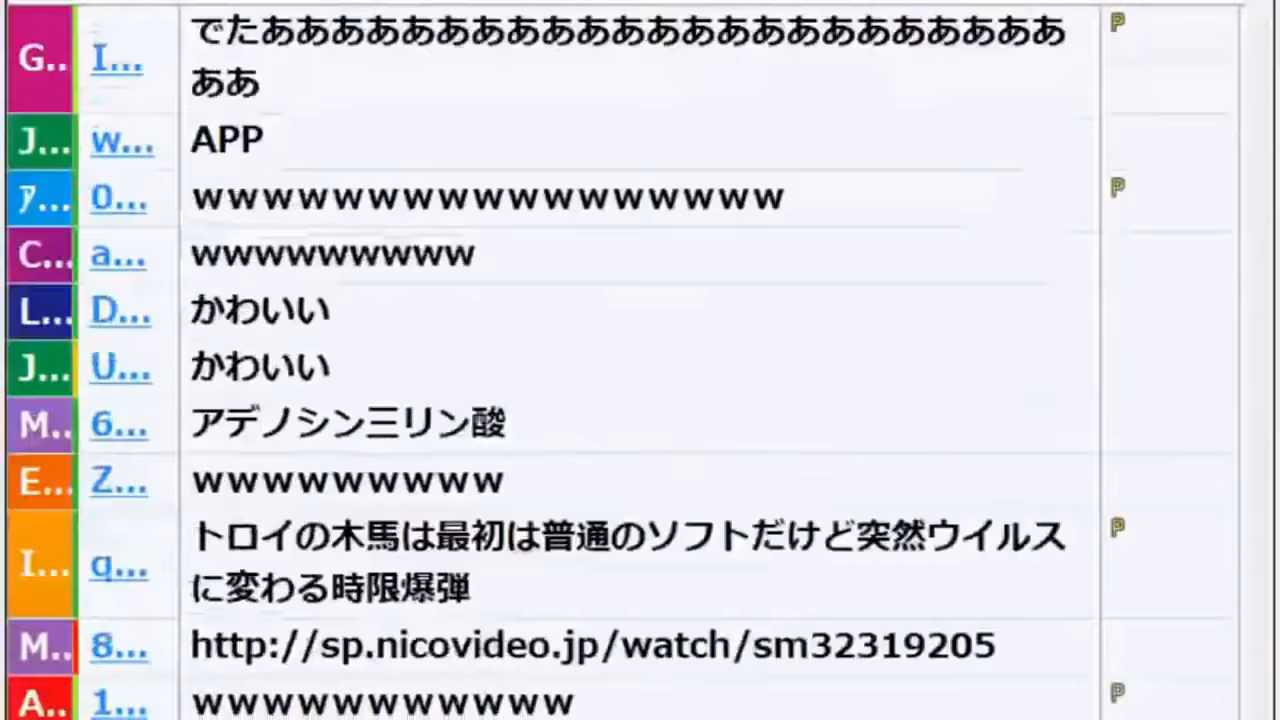 G.. I... でたあああああああああああああああああああああああ P
ああ
J... w... APP
ア... 0... ｗｗｗｗｗｗｗｗｗｗｗｗｗｗｗｗｗ P
C... a... wwwwwwwww
L... D... かわいい
J... U... かわいい
M.. 6... アデノシン三リン酸
E... Z... ｗｗｗｗｗｗｗｗｗ
I... q... トロイの木馬は最初は普通のソフトだけど突然ウイルス P
に変わる時限爆弾
M.. 8... http://sp.nicovideo.jp/watch/sm32319205
A.. 1... ｗｗｗｗｗｗｗｗｗｗｗ P